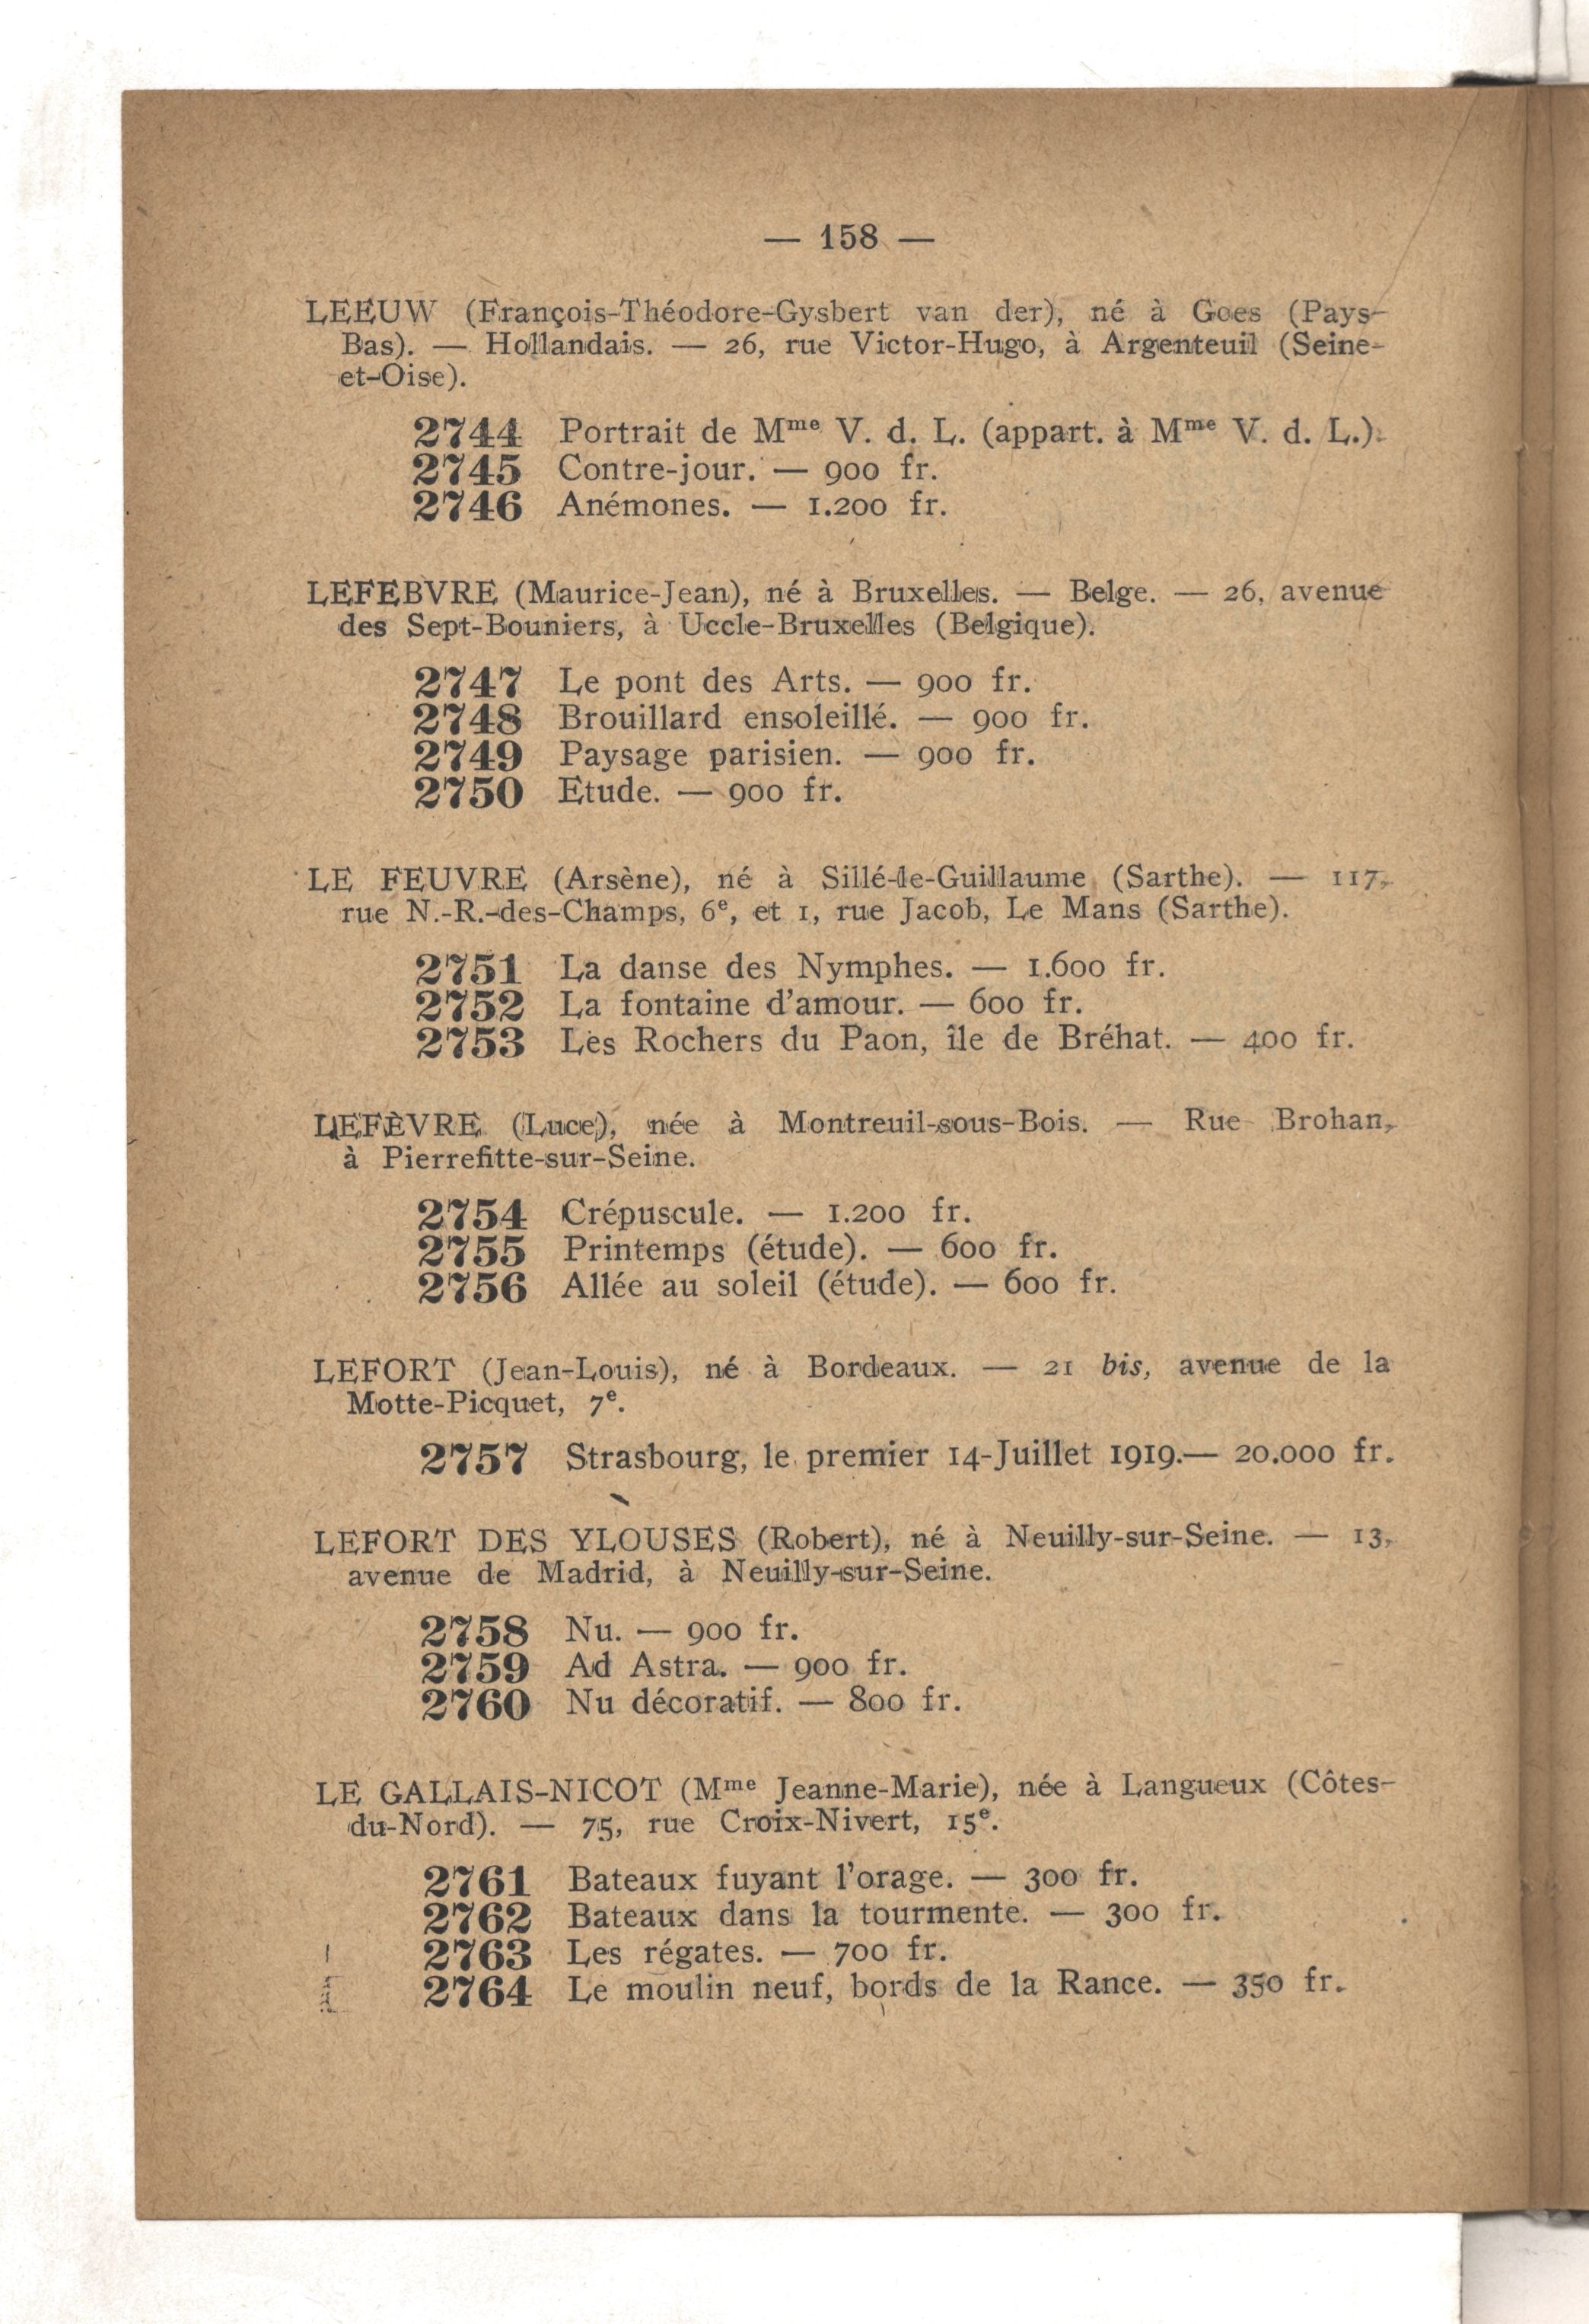 — 158 —
LEEUW (François-Théodore-Gysbert van der), né à Goes (Pays-
Bas). — Hollandais. — 26, rue Victor-Hugo, à Argenteuil (Seine-
et-Oise).
2744 Portrait de Mme V. d. L. (appart. à Mme V. d. L.).
2745 Contre-jour. — 900 fr.
2746 Anémones. — 1.200 fr.
LEFEBVRE (Maurice-Jean), né à Bruxelles. — Belge. — 26, avenue
des Sept-Bouniers, à Uccle-Bruxelles (Belgique).
2747 Le pont des Arts. — 900 fr.
2748 Brouillard ensoleillé. — 900 fr.
2749 Paysage parisien. — 900 fr.
2750 Etude. — 900 fr.
LE FEUVRE (Arsène), né à Sillé-le-Guillaume (Sarthe). — 117,
rue N.-R.-des-Champs, 6e, et 1, rue Jacob, Le Mans (Sarthe).
2751 La danse des Nymphes. — 1.600 fr.
2752 La fontaine d'amour. — 600 fr.
2753 Les Rochers du Paon, île de Bréhat. — 400 fr.
LEFÈVRE (Luce), née à Montreuil-sous-Bois. — Rue Brohan,
à Pierrefitte-sur-Seine.
2754 Crépuscule. — 1.200 fr.
2755 Printemps (étude). — 600 fr.
2756 Allée au soleil (étude). — 600 fr.
LEFORT (Jean-Louis), né à Bordeaux. — 21 bis, avenue de la
Motte-Picquet, 7e.
2757 Strasbourg, le premier 14-Juillet 1919.— 20.000 fr.
LEFORT DES YLOUSES (Robert), né à Neuilly-sur-Seine. — 13,
avenue de Madrid, à Neuilly-sur-Seine.
2758 Nu. — 900 fr.
2759 Ad Astra. — 900 fr.
2760 Nu décoratif. — 800 fr.
LE GALLAIS-NICOT (Mme Jeanne-Marie), née à Langueux (Côtes-
du-Nord). — 75, rue Croix-Nivert, 15e.
2761 Bateaux fuyant l'orage. — 300 fr.
2762 Bateaux dans la tourmente. — 300 fr.
2763 Les régates. — 700 fr.
2764 Le moulin neuf, bords de la Rance. — 350 fr.